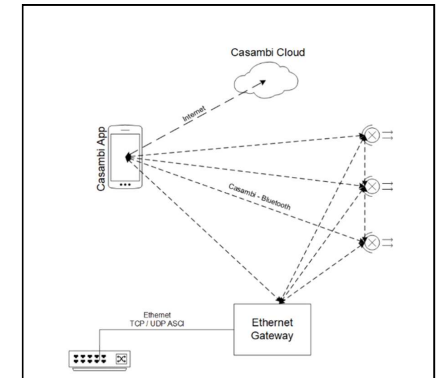 Casambi Cloud
Internet
Casambi App
Casambi - Bluetooth
Ethernet
TCP / UDP ASCI
Ethernet
Gateway